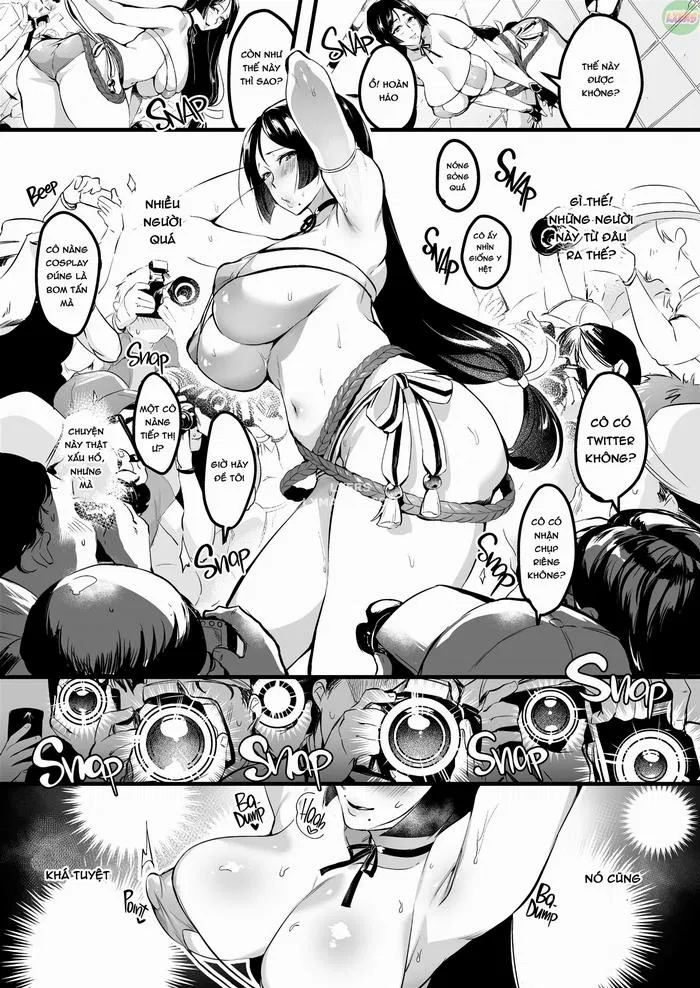 THẾ NÀY
ĐƯỢC
KHÔNG?
Ồ! HOÀN
HẢO
SNAP
CÒN NHƯ
THẾ NÀY
THÌ SAO?
SNAP
GÌ THẾ!
NHỮNG NGƯỜI
NÀY TỪ ĐÂU
RA THẾ?
SNAP
NÓNG
BỎNG
QUÁ
CÔ ẤY
NHÌN
GIỐNG Y
HỆT
SNAP
NHIỀU
NGƯỜI
QUÁ
BEEP
CÔ NÀNG
COSPLAY
ĐÚNG LÀ
BOM TẤN
MÀ
SNAP
CÔ CÓ
TWITTER
KHÔNG?
CÔ CÓ
NHẬN
CHỤP
RIÊNG
KHÔNG?
SNAP
GIỜ HÃY
ĐỂ TÔI
MỘT CÔ
NÀNG
TIẾP THỊ
Ư?
CHUYỆN
NÀY THẬT
XẤU HỔ,
NHƯNG
MÀ
SNAP
SNAP
SNAP
SNAP
SNAP
SNAP
BA-
DUMP
HAAH
NÓ CŨNG
KHÁ TUYỆT
POINT
BA-
DUMP